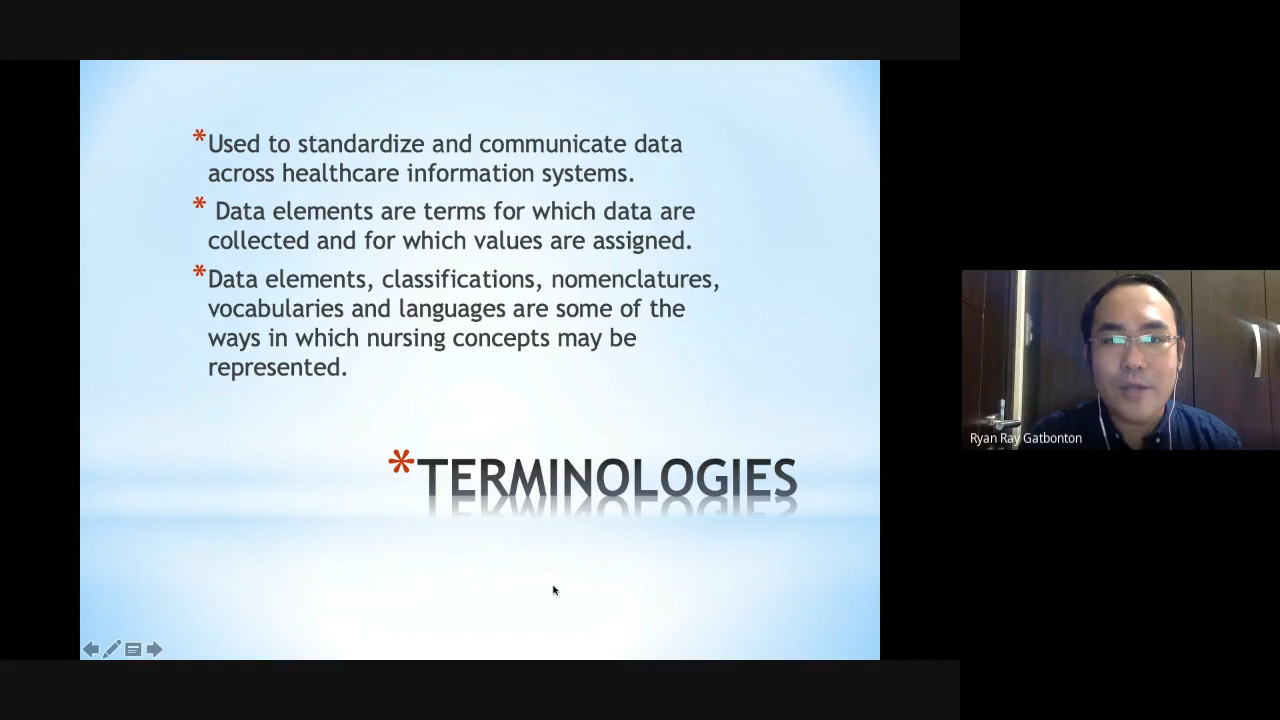 *Used to standardize and communicate data
across healthcare information systems.
* Data elements are terms for which data are
collected and for which values are assigned.
*Data elements, classifications, nomenclatures,
vocabularies and languages are some of the
ways in which nursing concepts may be
represented.
*TERMINOLOGIES
Ryan Ray Gatbonton